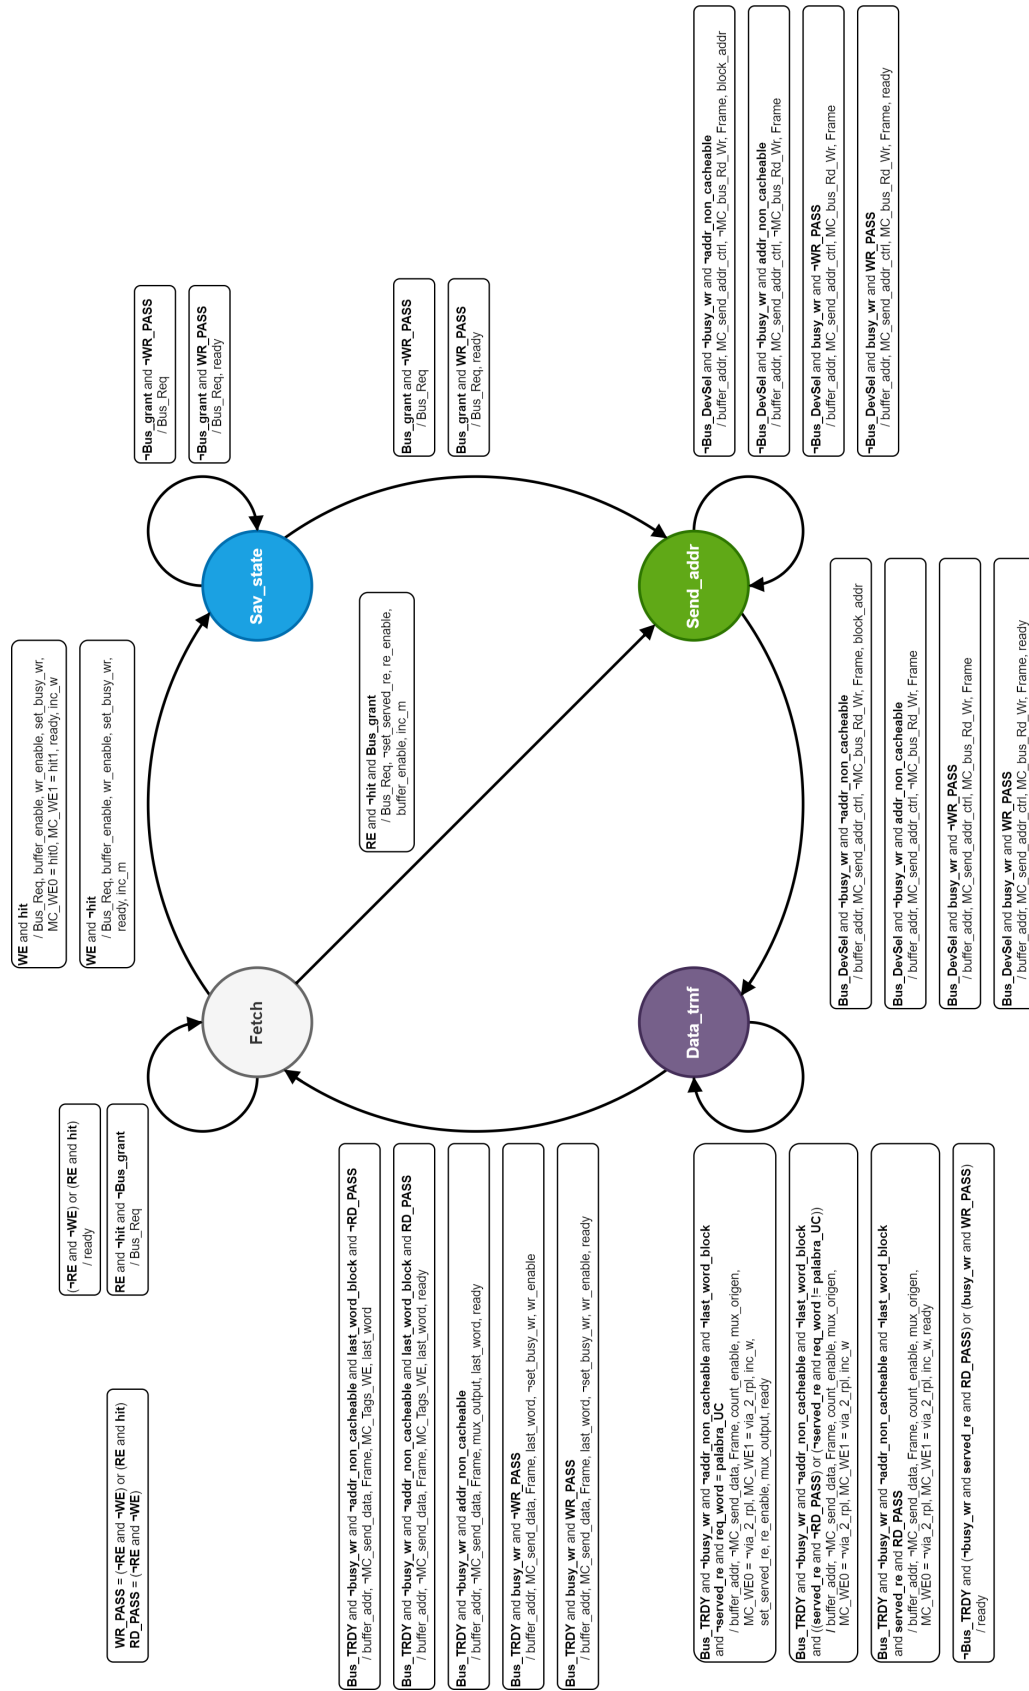 WR_PASS = (¬RE and ¬WE) or (RE and hit)
RD_PASS = (¬RE and ¬WE)
(¬RE and ¬WE) or (RE and hit)
/ ready
RE and ¬hit and ¬Bus_grant
/ Bus_Req
WE and hit
/ Bus_Req, buffer_enable, wr_enable, set_busy_wr,
MC_WE0 = hit0, MC_WE1 = hit1, ready, inc_w
WE and ¬hit
/ Bus_Req, buffer_enable, wr_enable, set_busy_wr,
ready, inc_m
¬Bus_grant and ¬WR_PASS
/ Bus_Req
¬Bus_grant and WR_PASS
/ Bus_Req, ready
Fetch
Sav_state
Bus_TRDY and ¬busy_wr and ¬addr_non_cacheable and last_word_block and ¬RD_PASS
/ buffer_addr, ¬MC_send_data, Frame, MC_Tags_WE, last_word
Bus_TRDY and ¬busy_wr and ¬addr_non_cacheable and last_word_block and RD_PASS
/ buffer_addr, ¬MC_send_data, Frame, MC_Tags_WE, last_word, ready
Bus_TRDY and ¬busy_wr and addr_non_cacheable
/ buffer_addr, ¬MC_send_data, Frame, mux_output, last_word, ready
Bus_TRDY and busy_wr and ¬WR_PASS
/ buffer_addr, MC_send_data, Frame, last_word, ¬set_busy_wr, wr_enable
Bus_TRDY and busy_wr and WR_PASS
/ buffer_addr, MC_send_data, Frame, last_word, ¬set_busy_wr, wr_enable, ready
RE and ¬hit and Bus_grant
/ Bus_Req, ¬set_served_re, re_enable,
buffer_enable, inc_m
Bus_grant and ¬WR_PASS
/ Bus_Req
Bus_grant and WR_PASS
/ Bus_Req, ready
Data_trnf
Send_addr
Bus_TRDY and ¬busy_wr and ¬addr_non_cacheable and ¬last_word_block
and ¬served_re and req_word = palabra_UC
/ buffer_addr, ¬MC_send_data, Frame, count_enable, mux_origen,
MC_WE0 = ¬via_2_rpl, MC_WE1 = via_2_rpl, inc_w,
set_served_re, re_enable, mux_output, ready
Bus_TRDY and ¬busy_wr and ¬addr_non_cacheable and ¬last_word_block
and ((served_re and ¬RD_PASS) or (¬served_re and req_word != palabra_UC))
/ buffer_addr, ¬MC_send_data, Frame, count_enable, mux_origen,
MC_WE0 = ¬via_2_rpl, MC_WE1 = via_2_rpl, inc_w
Bus_TRDY and ¬busy_wr and ¬addr_non_cacheable and ¬last_word_block
and served_re and RD_PASS
/ buffer_addr, ¬MC_send_data, Frame, count_enable, mux_origen,
MC_WE0 = ¬via_2_rpl, MC_WE1 = via_2_rpl, inc_w, ready
¬Bus_TRDY and (¬busy_wr and served_re and RD_PASS) or (busy_wr and WR_PASS)
/ ready
¬Bus_DevSel and ¬busy_wr and ¬addr_non_cacheable
/ buffer_addr, MC_send_addr_ctrl, ¬MC_bus_Rd_Wr, Frame, block_addr
¬Bus_DevSel and ¬busy_wr and addr_non_cacheable
/ buffer_addr, MC_send_addr_ctrl, ¬MC_bus_Rd_Wr, Frame
¬Bus_DevSel and busy_wr and ¬WR_PASS
/ buffer_addr, MC_send_addr_ctrl, MC_bus_Rd_Wr, Frame
¬Bus_DevSel and busy_wr and WR_PASS
/ buffer_addr, MC_send_addr_ctrl, MC_bus_Rd_Wr, Frame, ready
Bus_DevSel and ¬busy_wr and ¬addr_non_cacheable
/ buffer_addr, MC_send_addr_ctrl, ¬MC_bus_Rd_Wr, Frame, block_addr
Bus_DevSel and ¬busy_wr and addr_non_cacheable
/ buffer_addr, MC_send_addr_ctrl, ¬MC_bus_Rd_Wr, Frame
Bus_DevSel and busy_wr and ¬WR_PASS
/ buffer_addr, MC_send_addr_ctrl, MC_bus_Rd_Wr, Frame
Bus_DevSel and busy_wr and WR_PASS
/ buffer_addr, MC_send_addr_ctrl, MC_bus_Rd_Wr, Frame, ready